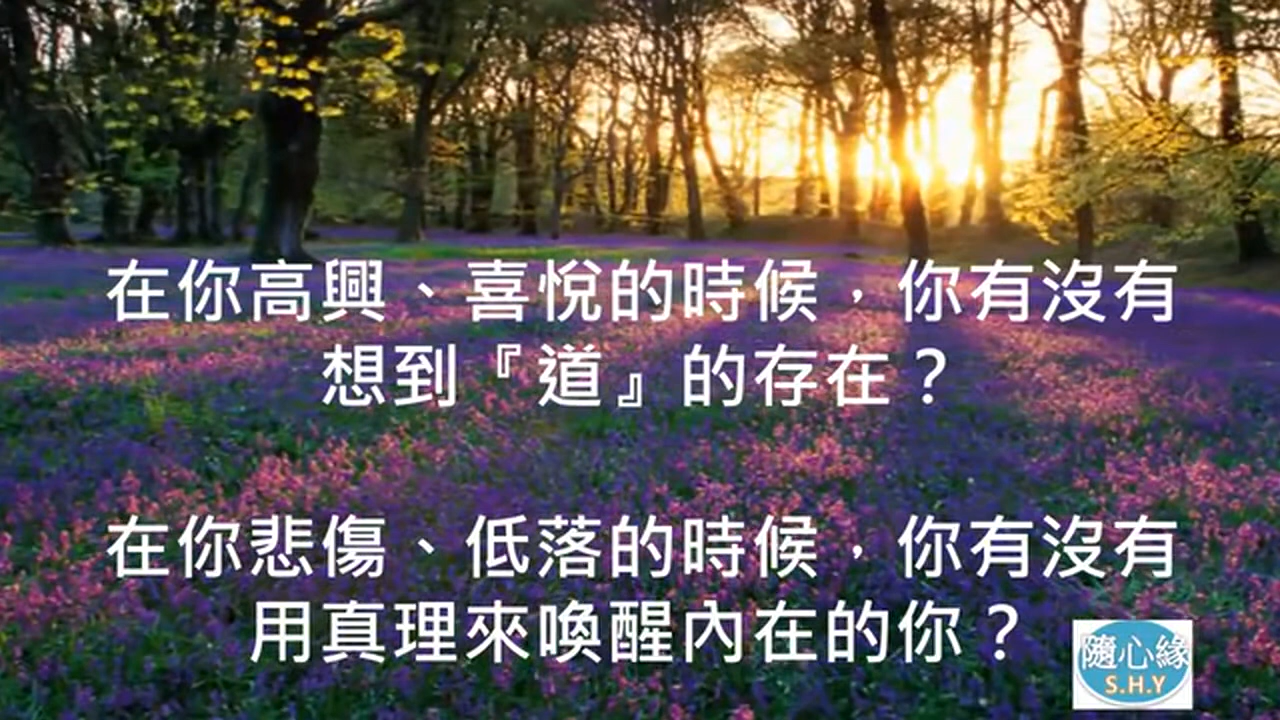 在你高興、喜悅的時候，你有沒有
想到『道』的存在？
在你悲傷、低落的時候，你有沒有
用真理來喚醒內在的你？
隨心緣
S.H.Y